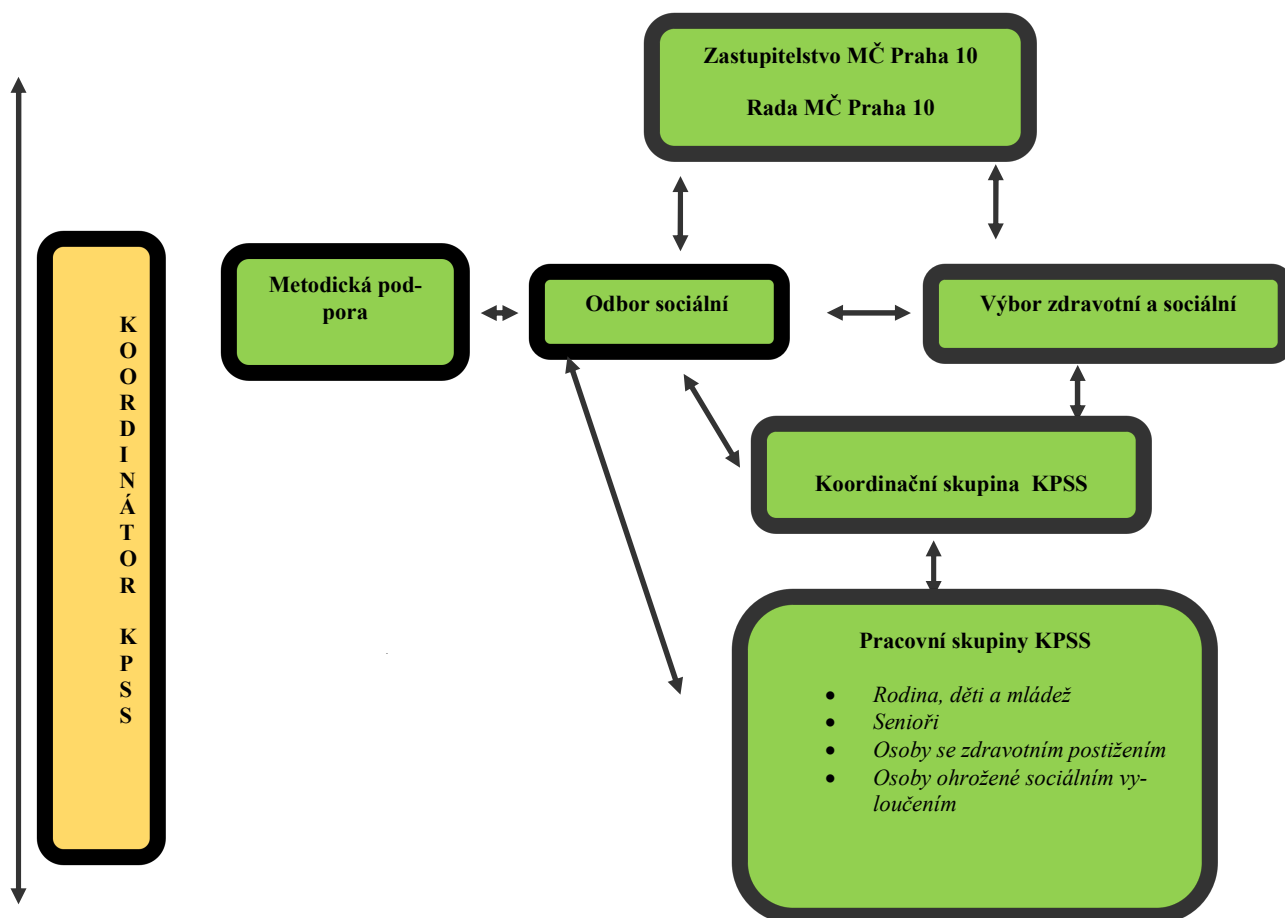 Zastupitelstvo MČ Praha 10
Rada MČ Praha 10
Metodická pod-
pora
Odbor sociální
Výbor zdravotní a sociální
K
O
O
R
D
I
N
Á
T
O
R
K
P
S
S
Koordinační skupina  KPSS
Pracovní skupiny KPSS
• Rodina, děti a mládež
• Senioři
• Osoby se zdravotním postižením
• Osoby ohrožené sociálním vy-
loučením